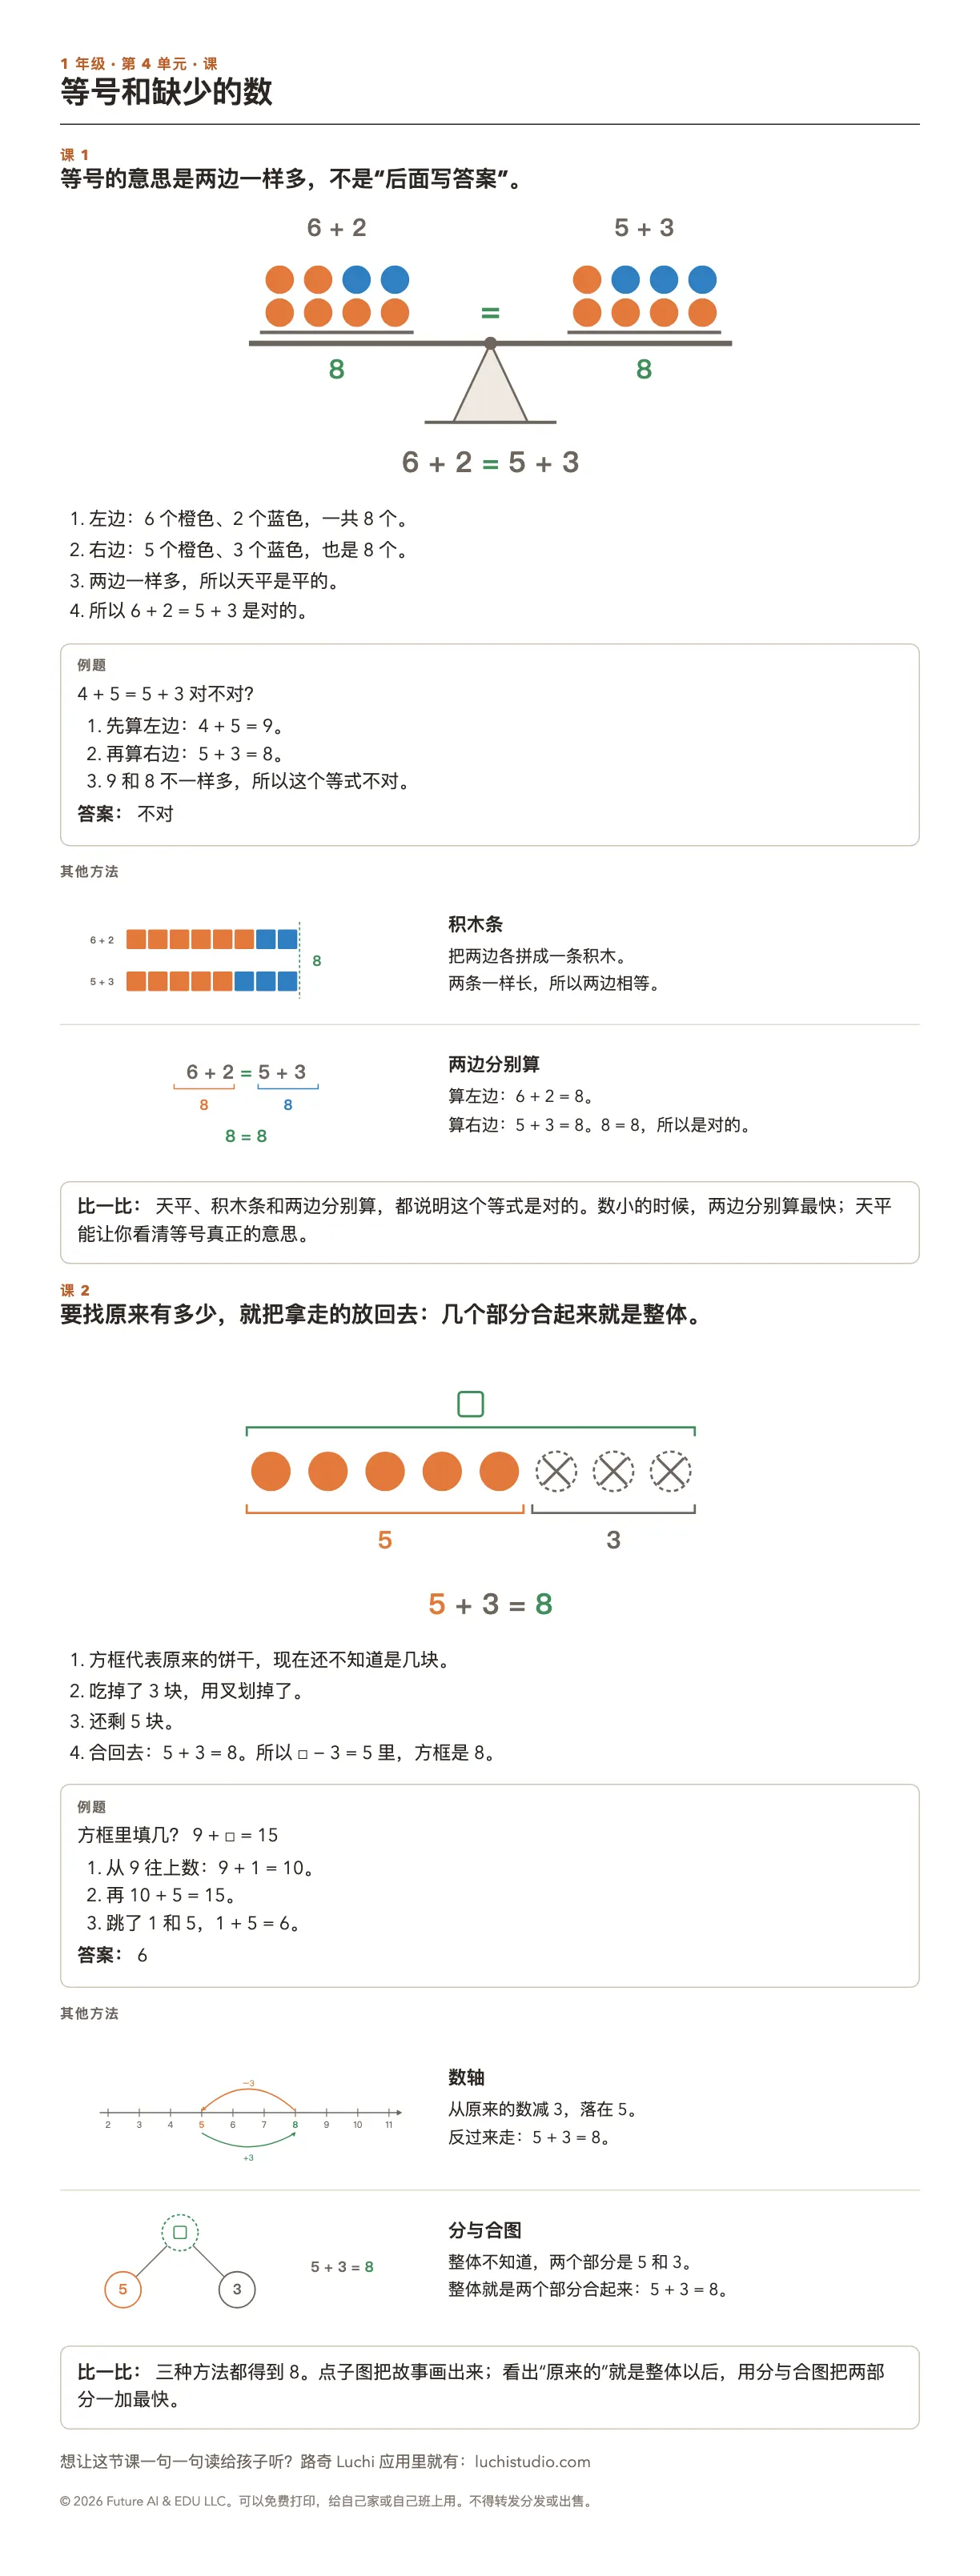 1 年级 · 第 4 单元 · 课
等号和缺少的数
课 1
等号的意思是两边一样多，不是“后面写答案”。
6 + 2
5 + 3
=
8
8
6 + 2 = 5 + 3
1. 左边：6 个橙色、2 个蓝色，一共 8 个。
2. 右边：5 个橙色、3 个蓝色，也是 8 个。
3. 两边一样多，所以天平是平的。
4. 所以 6 + 2 = 5 + 3 是对的。
例题
4 + 5 = 5 + 3 对不对？
1. 先算左边：4 + 5 = 9。
2. 再算右边：5 + 3 = 8。
3. 9 和 8 不一样多，所以这个等式不对。
答案： 不对
其他方法
6 + 2
5 + 3
8
积木条
把两边各拼成一条积木。
两条一样长，所以两边相等。
6 + 2 = 5 + 3
8
8
8 = 8
两边分别算
算左边：6 + 2 = 8。
算右边：5 + 3 = 8。8 = 8，所以是对的。
比一比： 天平、积木条和两边分别算，都说明这个等式是对的。数小的时候，两边分别算最快；天平
能让你看清等号真正的意思。
课 2
要找原来有多少，就把拿走的放回去：几个部分合起来就是整体。
□
5
3
5 + 3 = 8
1. 方框代表原来的饼干，现在还不知道是几块。
2. 吃掉了 3 块，用叉划掉了。
3. 还剩 5 块。
4. 合回去：5 + 3 = 8。所以 □ − 3 = 5 里，方框是 8。
例题
方框里填几？ 9 + □ = 15
1. 从 9 往上数：9 + 1 = 10。
2. 再 10 + 5 = 15。
3. 跳了 1 和 5，1 + 5 = 6。
答案： 6
其他方法
−3
2 3 4 5 6 7 8 9 10 11
+3
数轴
从原来的数减 3，落在 5。
反过来走：5 + 3 = 8。
□
5
3
5 + 3 = 8
分与合图
整体不知道，两个部分是 5 和 3。
整体就是两个部分合起来：5 + 3 = 8。
比一比： 三种方法都得到 8。点子图把故事画出来；看出“原来的”就是整体以后，用分与合图把两部
分一加最快。
想让这节课一句一句读给孩子听？路奇 Luchi 应用里就有：luchistudio.com
© 2026 Future AI & EDU LLC。可以免费打印，给自己家或自己班上用。不得转发分发或出售。